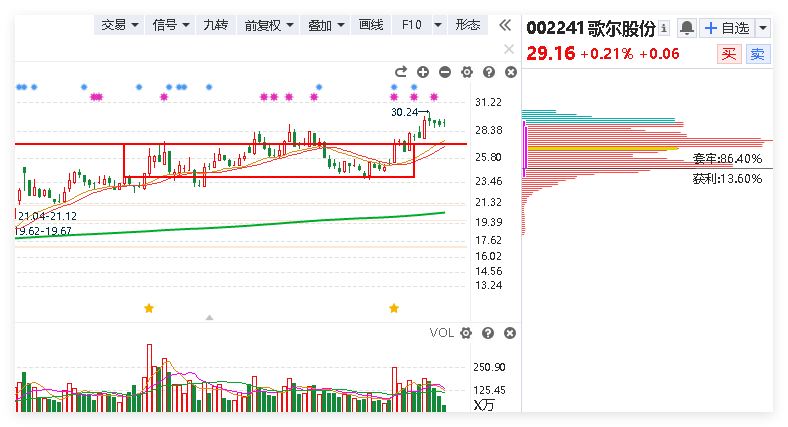 交易 信号 九转 前复权 叠加 画线 F10 形态
002241 歌尔股份 i + 自选
29.16 +0.21% +0.06 买 卖
30.24
31.22
28.38
25.80
23.46
21.32
19.39
17.62
16.02
14.56
13.24
21.04-21.12
19.62-19.67
套牢:86.40%
获利:13.60%
VOL
250.90
125.45
X万